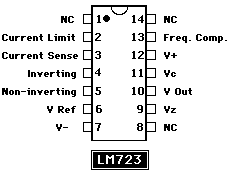 NC 1 14 NC
Current Limit 2 13 Freq. Comp.
Current Sense 3 12 V+
Inverting 4 11 Vc
Non-inverting 5 10 V Out
V Ref 6 9 Vz
V- 7 8 NC
LM723